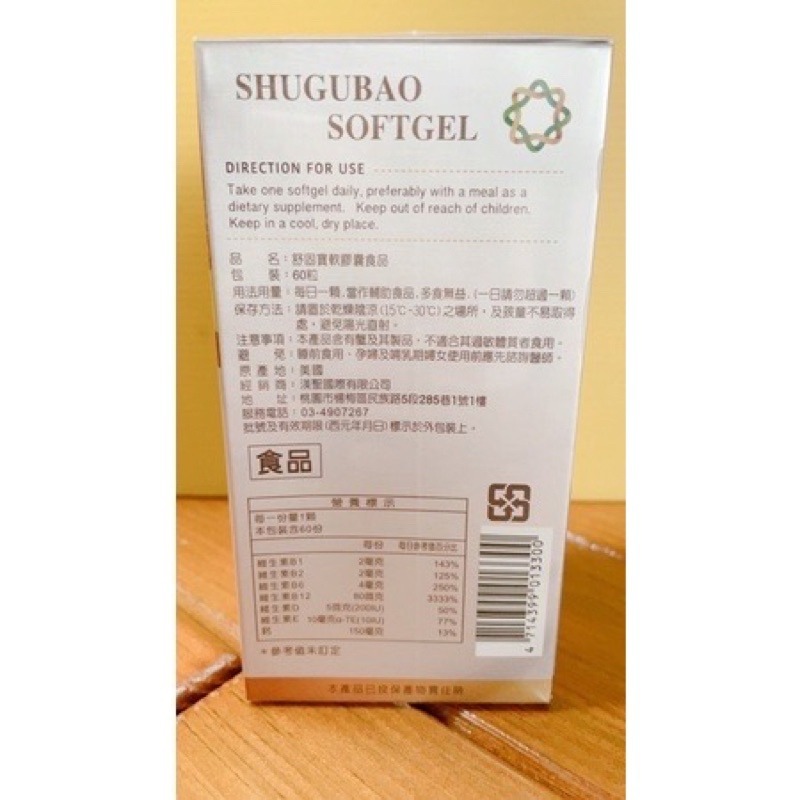 SHUGUBAO
SOFTGEL
DIRECTION FOR USE
Take one softgel daily, preferably with a meal as a
dietary supplement. Keep out of reach of children.
Keep in a cool, dry place.
品 名：舒固寶軟膠囊食品
包 裝：60粒
用法用量：每日一顆,當作輔助食品,多食無益.(一日請勿超過一顆)
保存方法：請置於乾燥陰涼(15℃-30℃)之場所，及孩童不易取得
處，避免陽光直射。
注意事項：本產品含有蟹及其製品，不適合其過敏體質者食用。
避 免：睡前食用，孕婦及哺乳期婦女使用前應先諮詢醫師。
原 產 地：美國
經 銷 商：漢聖國際有限公司
地 址：桃園市楊梅區民族路5段285巷1號1樓
服務電話：03-4907267
批號及有效期限(西元年月日)標示於外包裝上。
食品
營養標示
每一份量1顆
本包裝含60份
每份 每日參考值百分比
維生素B1 2毫克 143%
維生素B2 2毫克 125%
維生素B6 4毫克 250%
維生素B12 80微克 3333%
維生素D 5微克(200IU) 50%
維生素E 10毫克α-TE(10IU) 77%
鈣 150毫克 13%
＊參考值未訂定
4 714399 013300
本產品已投保產物責任險